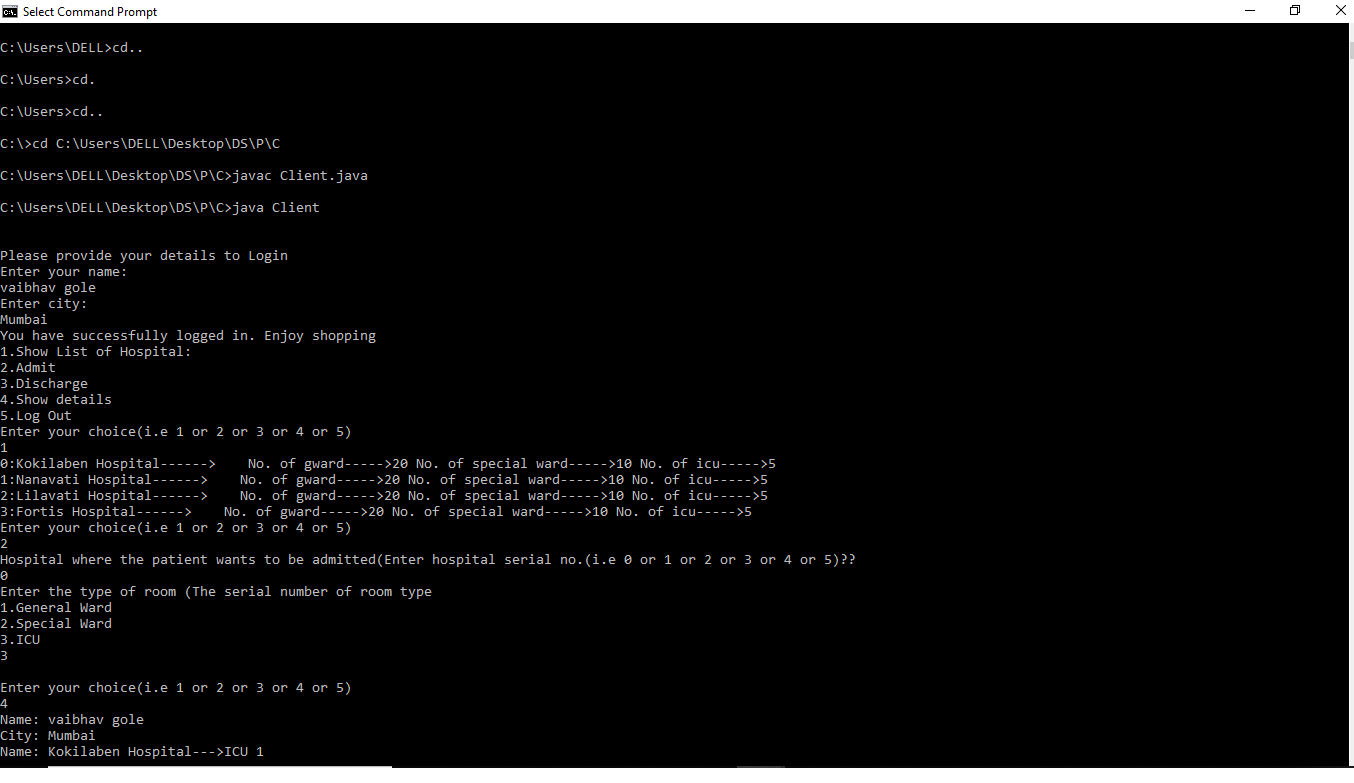 Select Command Prompt
C:\Users\DELL>cd..
C:\Users>cd.
C:\Users>cd..
C:\>cd C:\Users\DELL\Desktop\DS\P\C
C:\Users\DELL\Desktop\DS\P\C>javac Client.java
C:\Users\DELL\Desktop\DS\P\C>java Client
Please provide your details to Login
Enter your name:
vaibhav gole
Enter city:
Mumbai
You have successfully logged in. Enjoy shopping
1.Show List of Hospital:
2.Admit
3.Discharge
4.Show details
5.Log Out
Enter your choice(i.e 1 or 2 or 3 or 4 or 5)
1
0:Kokilaben Hospital------>    No. of gward----->20 No. of special ward----->10 No. of icu----->5
1:Nanavati Hospital------>    No. of gward----->20 No. of special ward----->10 No. of icu----->5
2:Lilavati Hospital------>    No. of gward----->20 No. of special ward----->10 No. of icu----->5
3:Fortis Hospital------>    No. of gward----->20 No. of special ward----->10 No. of icu----->5
Enter your choice(i.e 1 or 2 or 3 or 4 or 5)
2
Hospital where the patient wants to be admitted(Enter hospital serial no.(i.e 0 or 1 or 2 or 3 or 4 or 5)??
0
Enter the type of room (The serial number of room type
1.General Ward
2.Special Ward
3.ICU
3
Enter your choice(i.e 1 or 2 or 3 or 4 or 5)
4
Name: vaibhav gole
City: Mumbai
Name: Kokilaben Hospital--->ICU 1